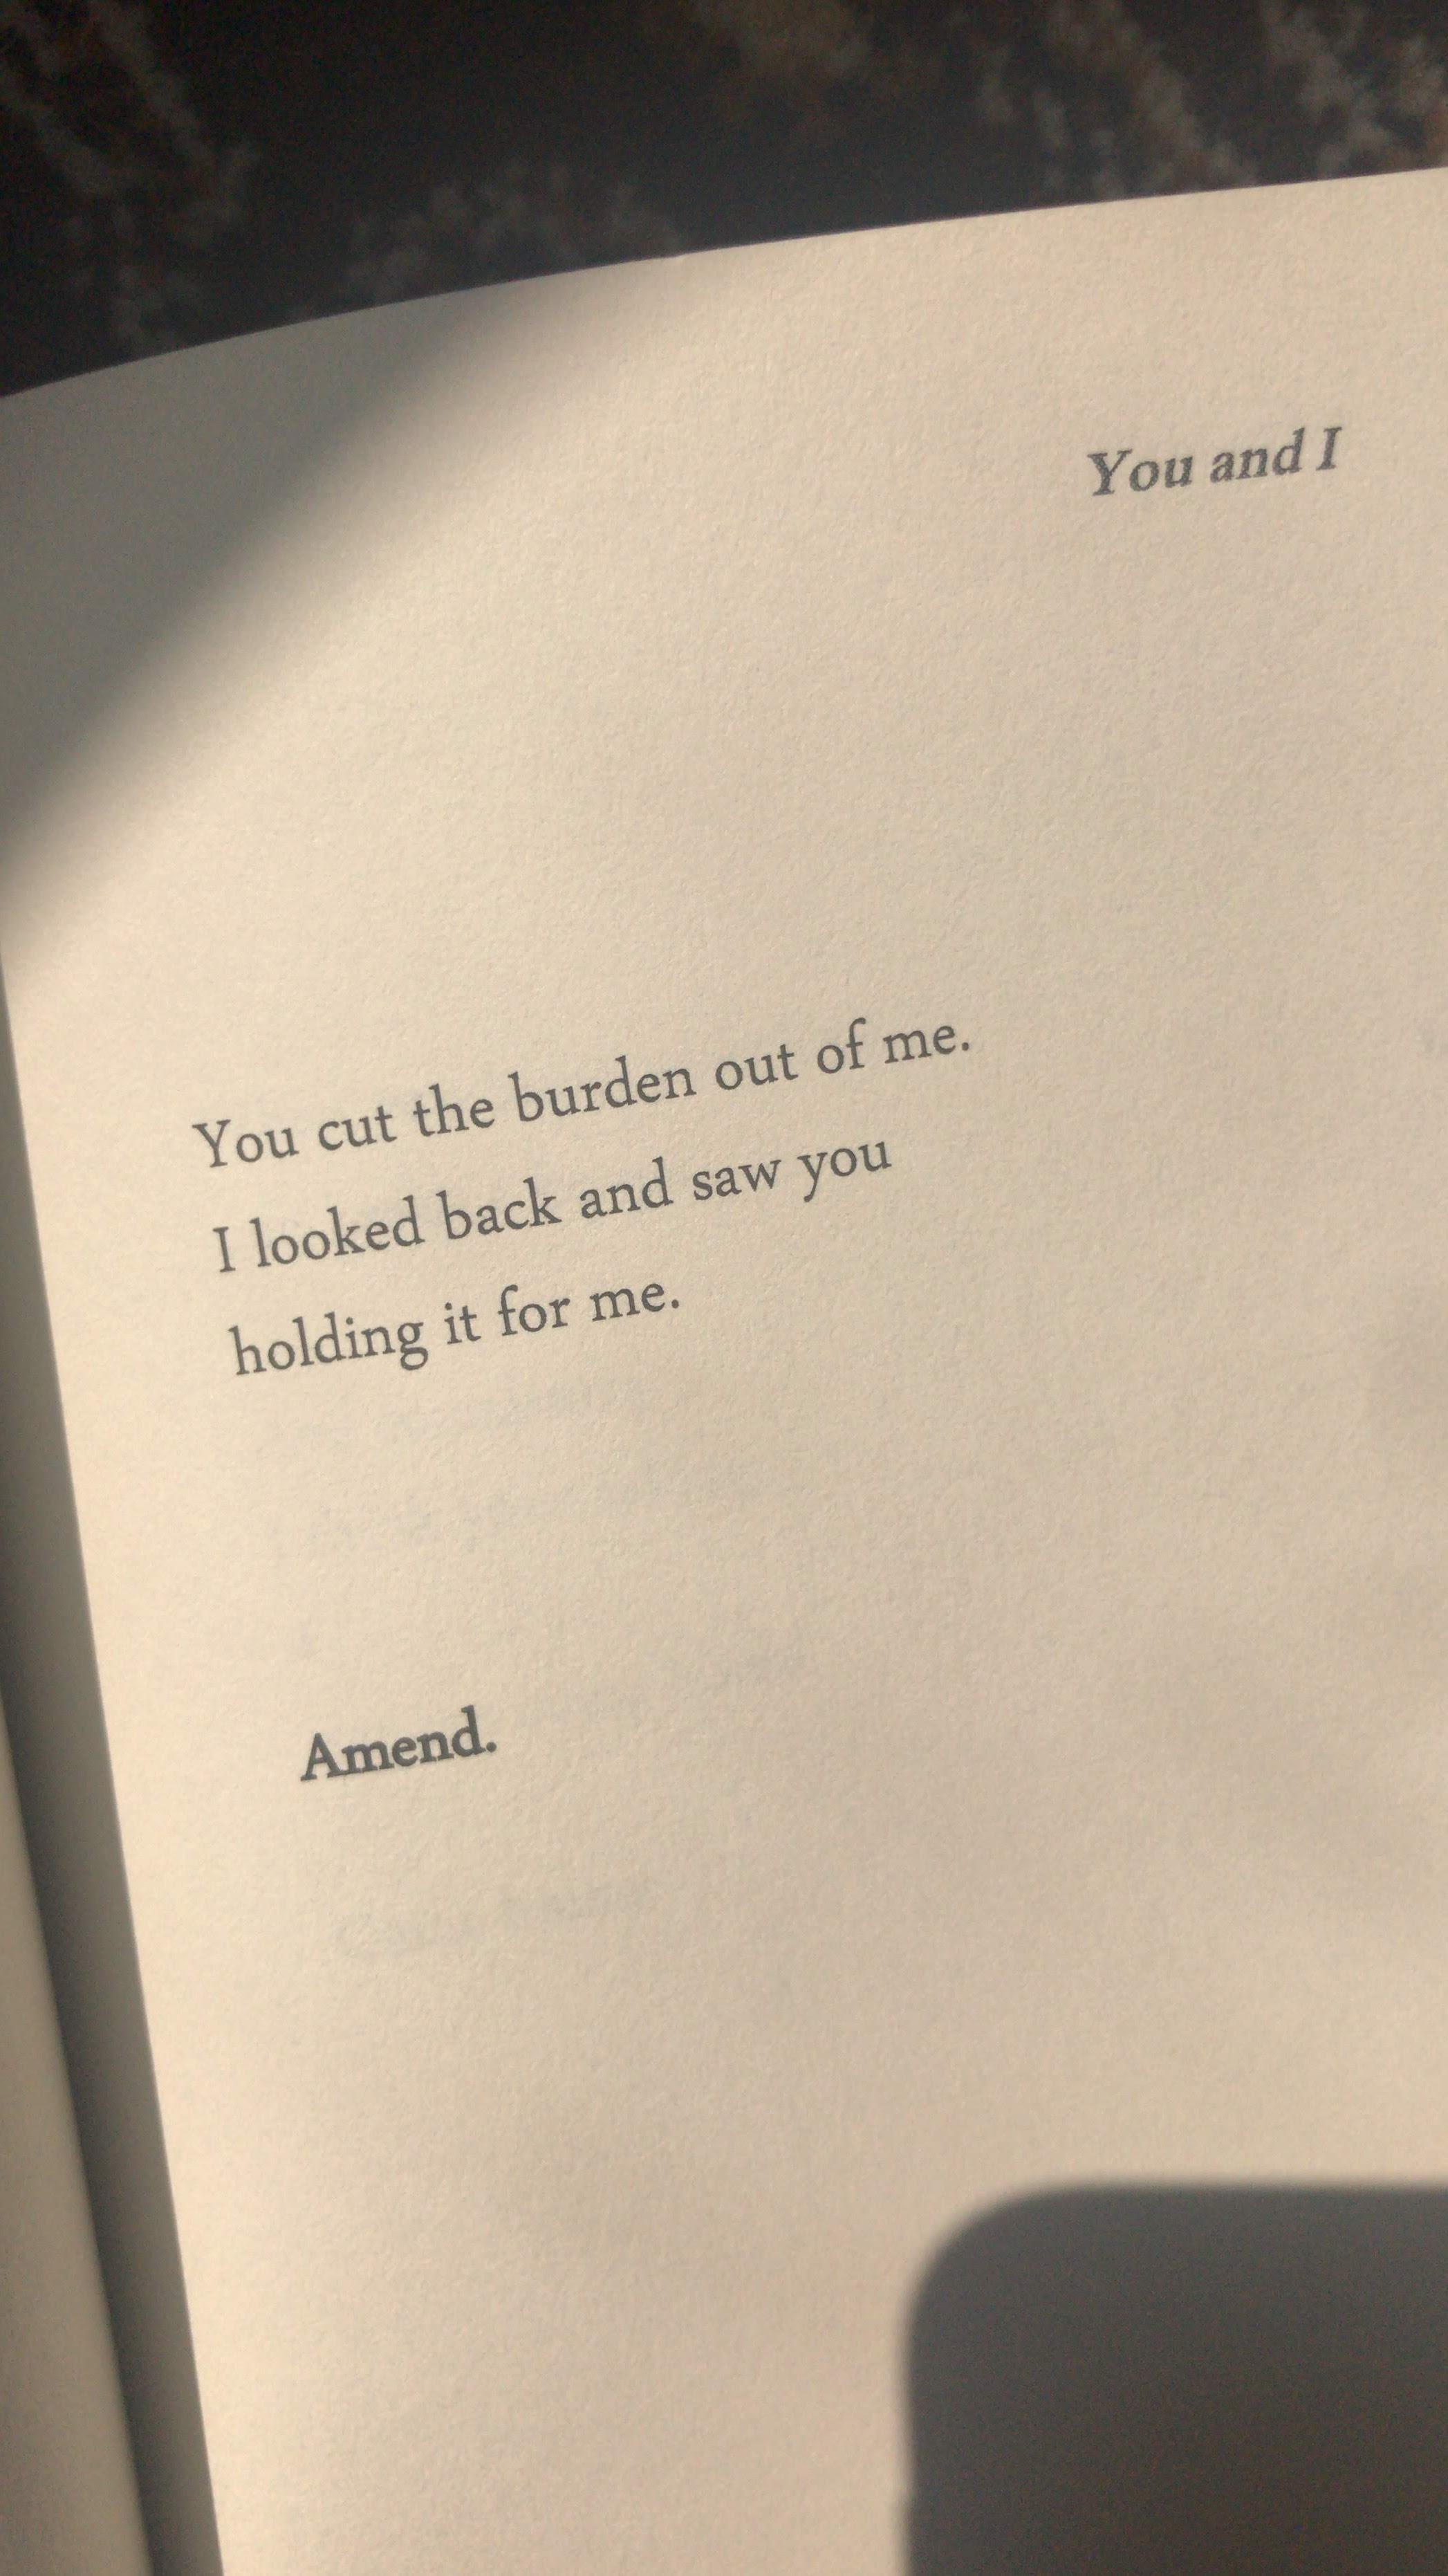 You and I
You cut the burden out of me.
I looked back and saw you
holding it for me.
Amend.